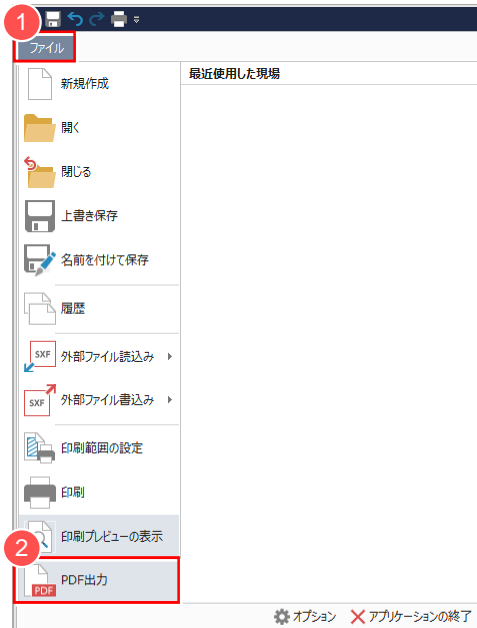 1
ファイル
最近使用した現場
新規作成
開く
閉じる
上書き保存
名前を付けて保存
履歴
SXF 外部ファイル読込み
SXF 外部ファイル書込み
印刷範囲の設定
印刷
印刷プレビューの表示
2
PDF PDF出力
オプション アプリケーションの終了